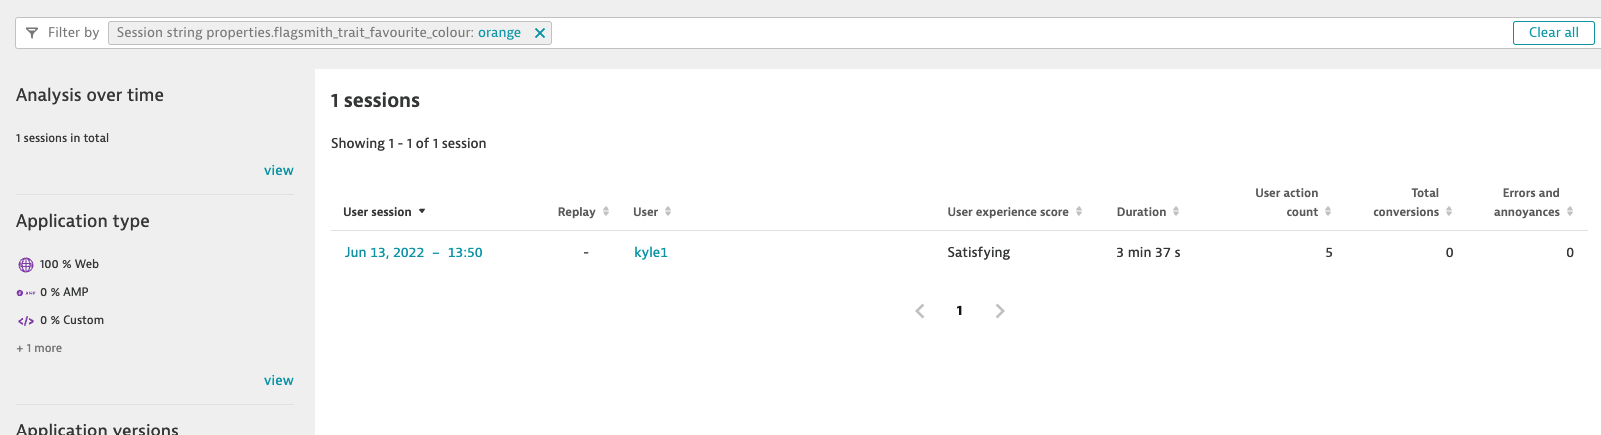 Filter by Session string properties.flagsmith_trait_favourite_colour: orange Clear all
Analysis over time
1 sessions in total
view
Application type
100 % Web
0 % AMP
0 % Custom
+ 1 more
view
Application versions
1 sessions
Showing 1 - 1 of 1 session
User session Replay User User experience score Duration User action count Total conversions Errors and annoyances
Jun 13, 2022 – 13:50 - kyle1 Satisfying 3 min 37 s 5 0 0
1